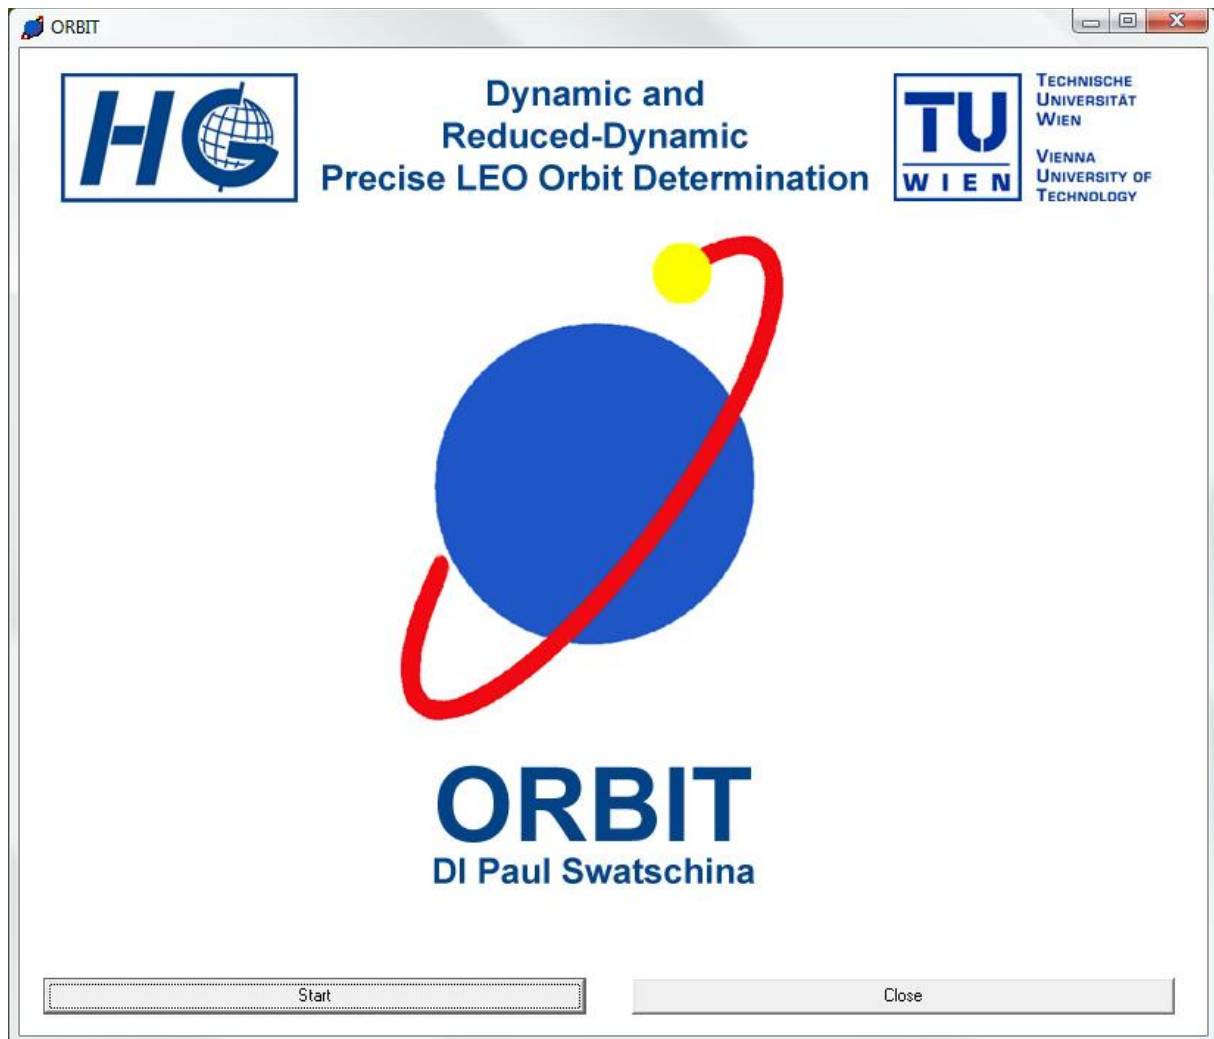 ORBIT
HG
Dynamic and
Reduced-Dynamic
Precise LEO Orbit Determination
TU
WIEN
TECHNISCHE
UNIVERSITÄT
WIEN
VIENNA
UNIVERSITY OF
TECHNOLOGY
ORBIT
DI Paul Swatschina
Start
Close